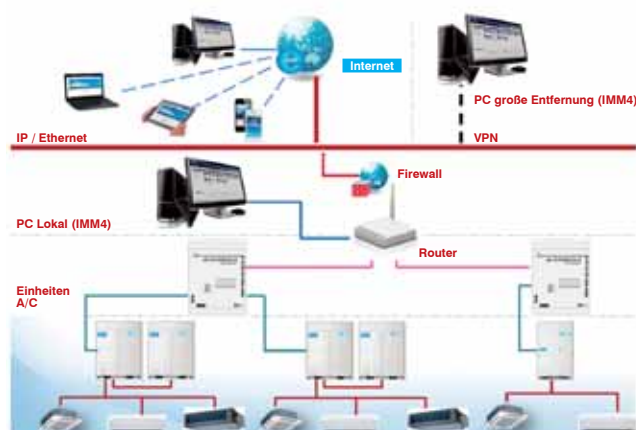 Internet
PC große Entfernung (IMM4)
IP / Ethernet
VPN
Firewall
PC Lokal (IMM4)
Router
Einheiten
A/C